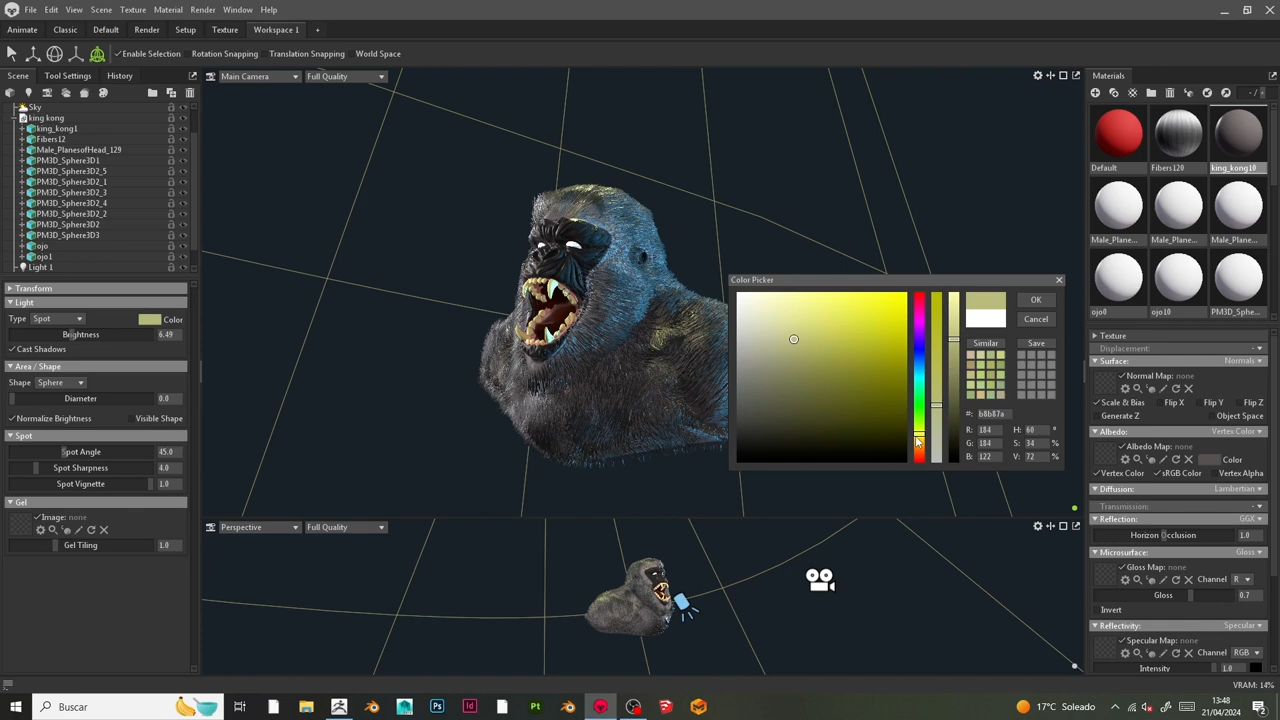 File Edit View Scene Texture Material Render Window Help
Animate Classic Default Render Setup Texture Workspace 1 +
Enable Selection Rotation Snapping Translation Snapping World Space
Scene Tool Settings History
Main Camera Full Quality
Materials
Sky
king kong
king_kong1
Fibers12
Male_PlanesofHead_129
PM3D_Sphere3D1
PM3D_Sphere3D2_5
PM3D_Sphere3D2_1
PM3D_Sphere3D2_3
PM3D_Sphere3D2_4
PM3D_Sphere3D2_2
PM3D_Sphere3D2
PM3D_Sphere3D3
ojo
ojo1
Light 1
Transform
Light
Type Spot Color
Brightness 6.49
Cast Shadows
Area / Shape
Shape Sphere
Diameter 0.0
Normalize Brightness Visible Shape
Spot
Spot Angle 45.0
Spot Sharpness 4.0
Spot Vignette 1.0
Gel
Image: none
Gel Tiling 1.0
Color Picker
OK
Cancel
Similar Save
#: b8b87a
R: 184 H: 60 °
G: 184 S: 34 %
B: 122 V: 72 %
Perspective Full Quality
Default Fibers120 king_kong10
Male_Plane... Male_Plane... Male_Plane...
ojo0 ojo10 PM3D_Sphe...
Texture
Displacement:
Surface: Normals
Normal Map: none
Scale & Bias Flip X Flip Y Flip Z
Generate Z Object Space
Albedo: Vertex Color
Albedo Map: none
Color
Vertex Color sRGB Color Vertex Alpha
Diffusion: Lambertian
Transmission:
Reflection: GGX
Horizon Occlusion 1.0
Microsurface: Gloss
Gloss Map: none
Channel R
Gloss 0.7
Invert
Reflectivity: Specular
Specular Map: none
Channel RGB
Intensity 1.0
VRAM: 14%
Buscar
17°C Soleado
13:48
21/04/2024